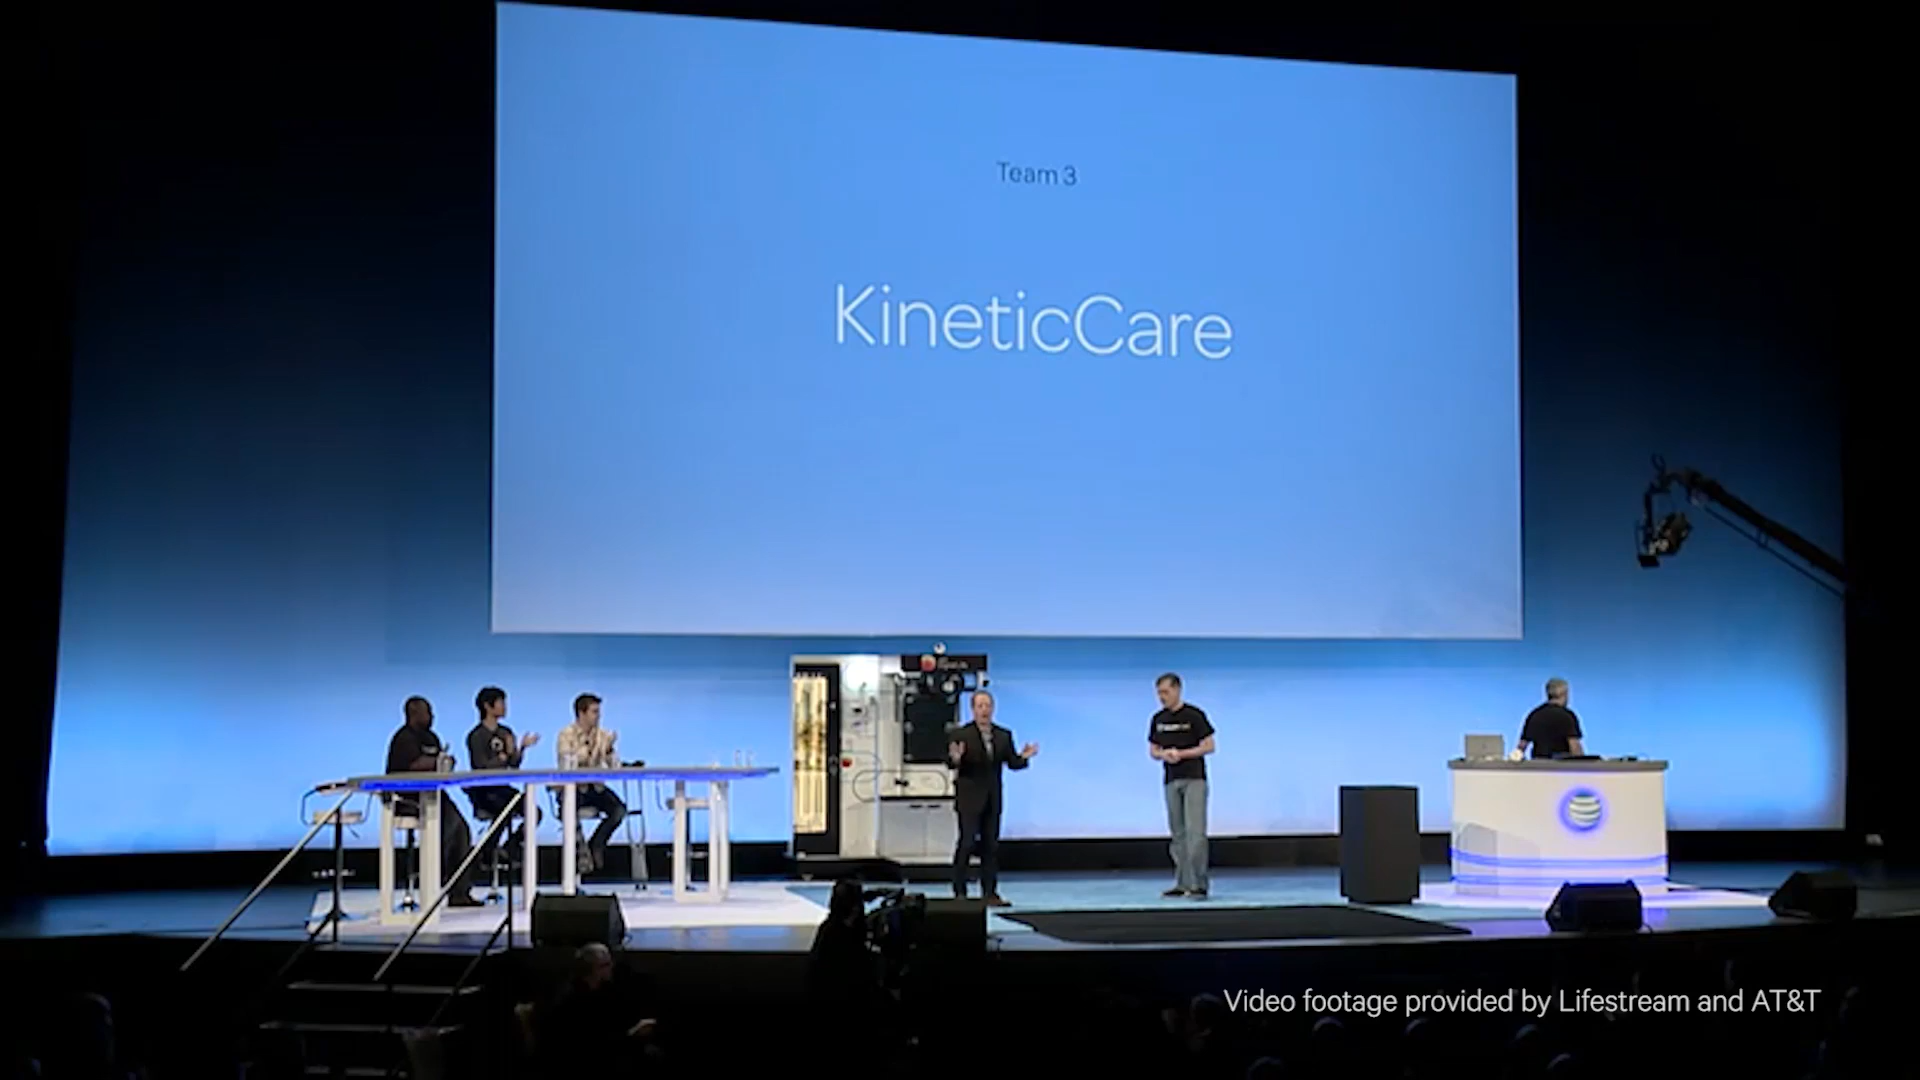 Team 3
KineticCare
Video footage provided by Lifestream and AT&T